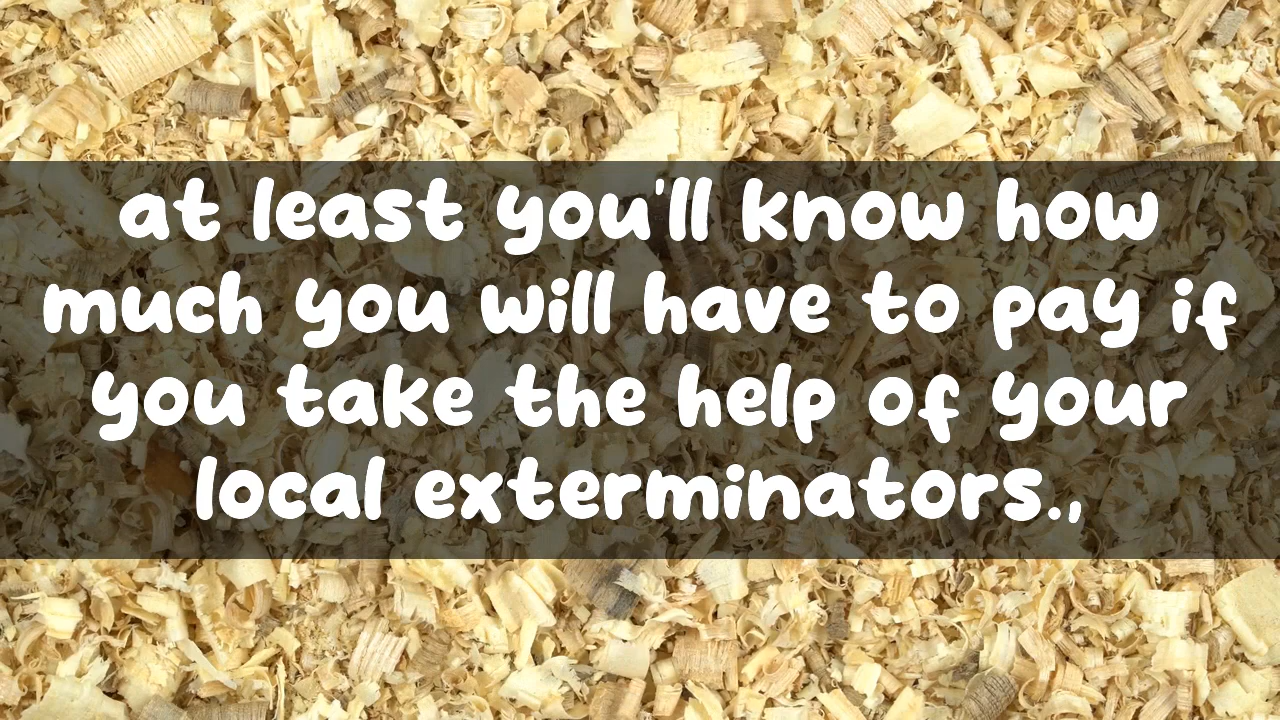 at least you'll know how
much you will have to pay if
you take the help of your
local exterminators.,